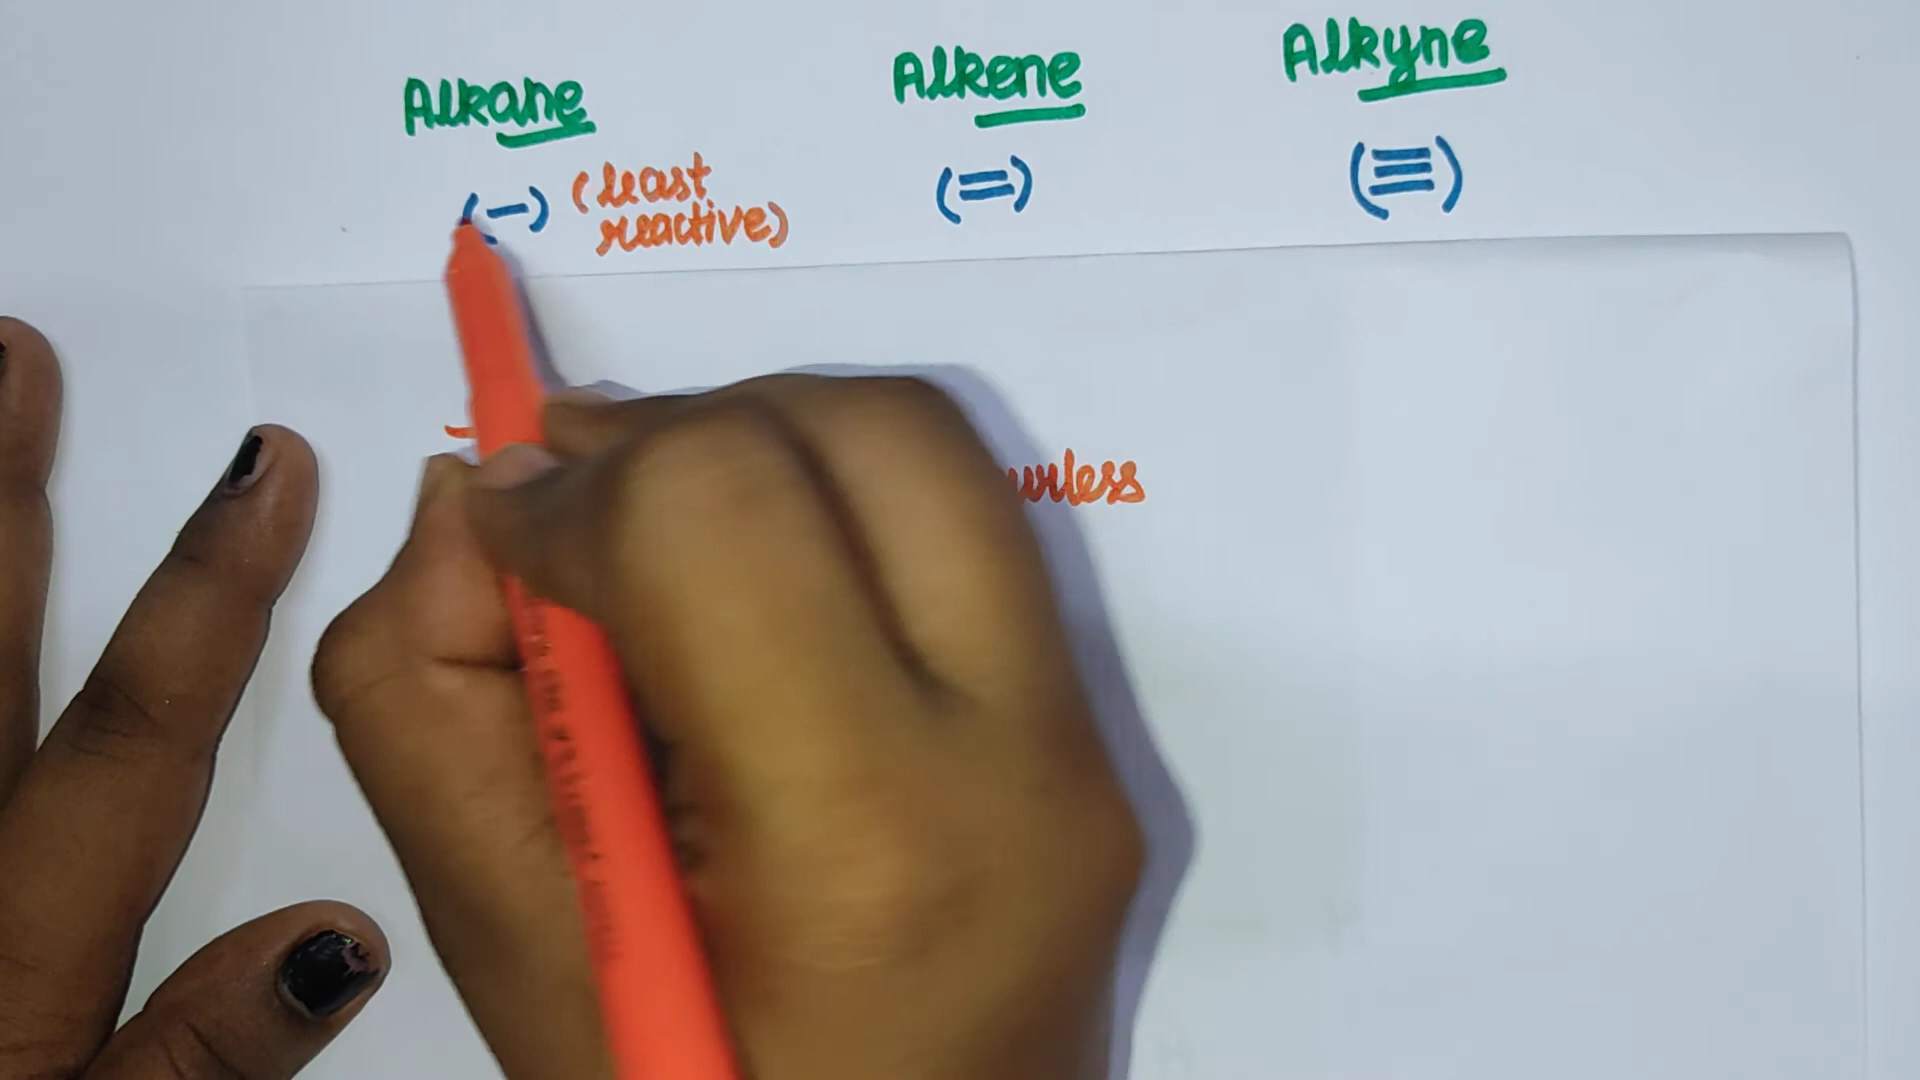 Alkane Alkene Alkyne
(-) (least (=) (≡)
reactive)